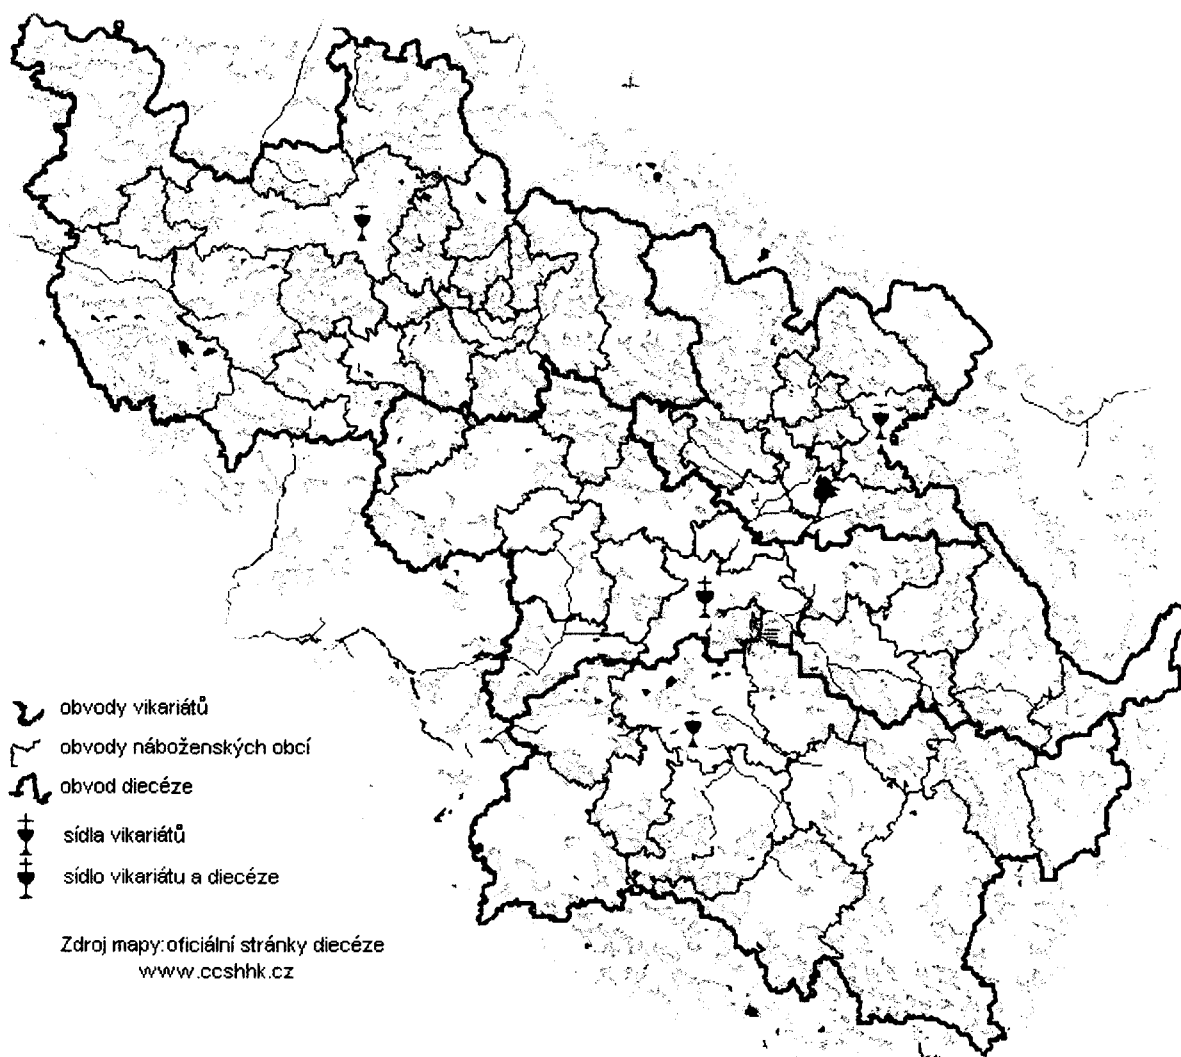 obvody vikariátů
obvody náboženských obcí
obvod diecéze
sídla vikariátů
sídlo vikariátu a diecéze
Zdroj mapy:oficiální stránky diecéze
www.ccshhk.cz